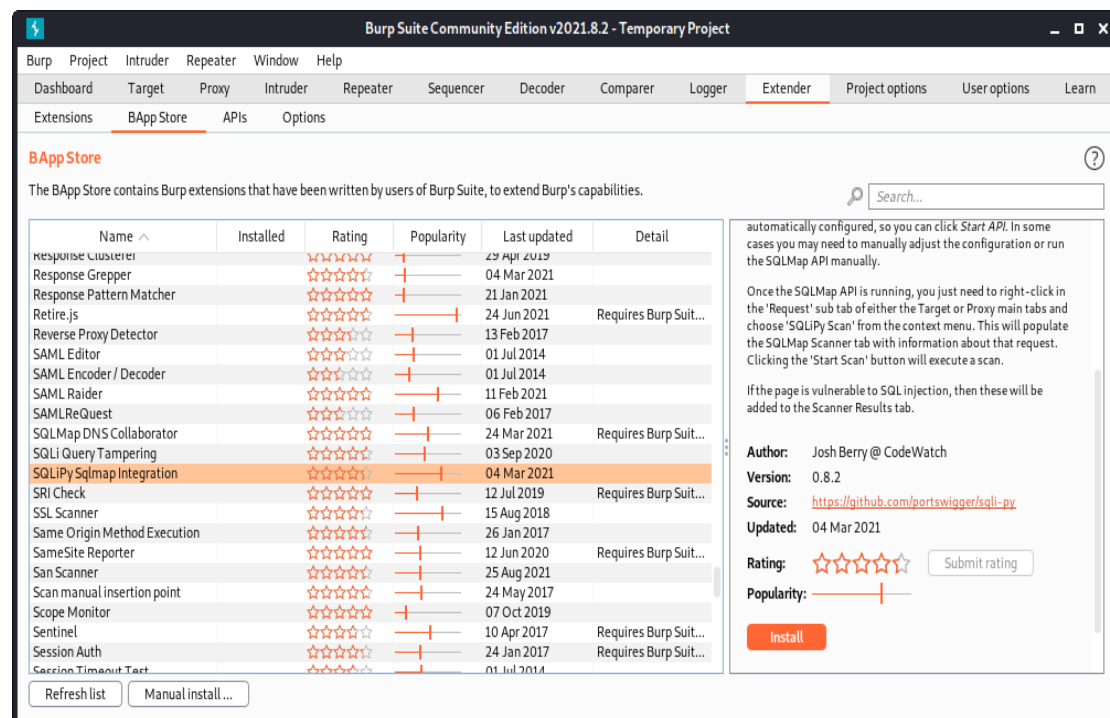 Burp Suite Community Edition v2021.8.2 - Temporary Project
Burp Project Intruder Repeater Window Help
Dashboard Target Proxy Intruder Repeater Sequencer Decoder Comparer Logger Extender Project options User options Learn
Extensions BApp Store APIs Options
BApp Store
The BApp Store contains Burp extensions that have been written by users of Burp Suite, to extend Burp's capabilities.
Search...
Name Installed Rating Popularity Last updated Detail
Response Clusterer 29 Apr 2019
Response Grepper 04 Mar 2021
Response Pattern Matcher 21 Jan 2021
Retire.js 24 Jun 2021 Requires Burp Suit...
Reverse Proxy Detector 13 Feb 2017
SAML Editor 01 Jul 2014
SAML Encoder / Decoder 01 Jul 2014
SAML Raider 11 Feb 2021
SAMLReQuest 06 Feb 2017
SQLMap DNS Collaborator 24 Mar 2021 Requires Burp Suit...
SQLi Query Tampering 03 Sep 2020
SQLiPy Sqlmap Integration 04 Mar 2021
SRI Check 12 Jul 2019 Requires Burp Suit...
SSL Scanner 15 Aug 2018
Same Origin Method Execution 26 Jan 2017
SameSite Reporter 12 Jun 2020 Requires Burp Suit...
San Scanner 25 Aug 2021
Scan manual insertion point 24 May 2017
Scope Monitor 07 Oct 2019
Sentinel 10 Apr 2017 Requires Burp Suit...
Session Auth 24 Jan 2017 Requires Burp Suit...
Session Timeout Test 01 Jul 2014
automatically configured, so you can click Start API. In some
cases you may need to manually adjust the configuration or run
the SQLMap API manually.
Once the SQLMap API is running, you just need to right-click in
the 'Request' sub tab of either the Target or Proxy main tabs and
choose 'SQLiPy Scan' from the context menu. This will populate
the SQLMap Scanner tab with information about that request.
Clicking the 'Start Scan' button will execute a scan.
If the page is vulnerable to SQL injection, then these will be
added to the Scanner Results tab.
Author: Josh Berry @ CodeWatch
Version: 0.8.2
Source: https://github.com/portswigger/sqli-py
Updated: 04 Mar 2021
Rating: Submit rating
Popularity:
Install
Refresh list Manual install ...